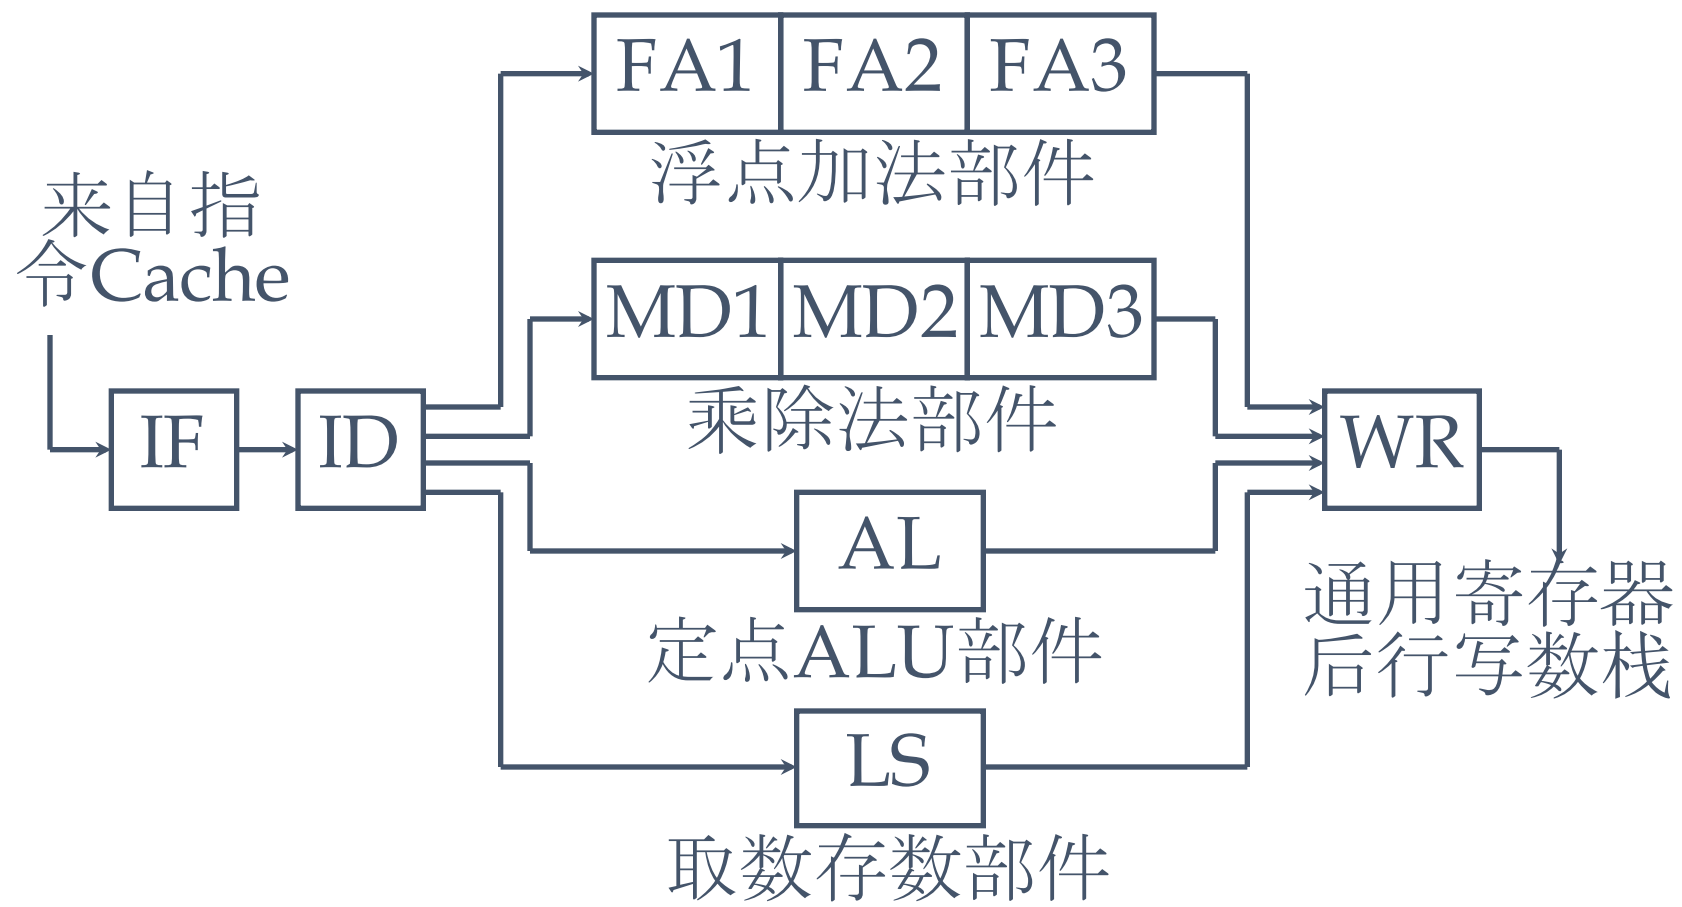 FA1 FA2 FA3
浮点加法部件
来自指
令Cache
MD1 MD2 MD3
乘除法部件
IF ID WR
AL
定点ALU部件
通用寄存器
后行写数栈
LS
取数存数部件